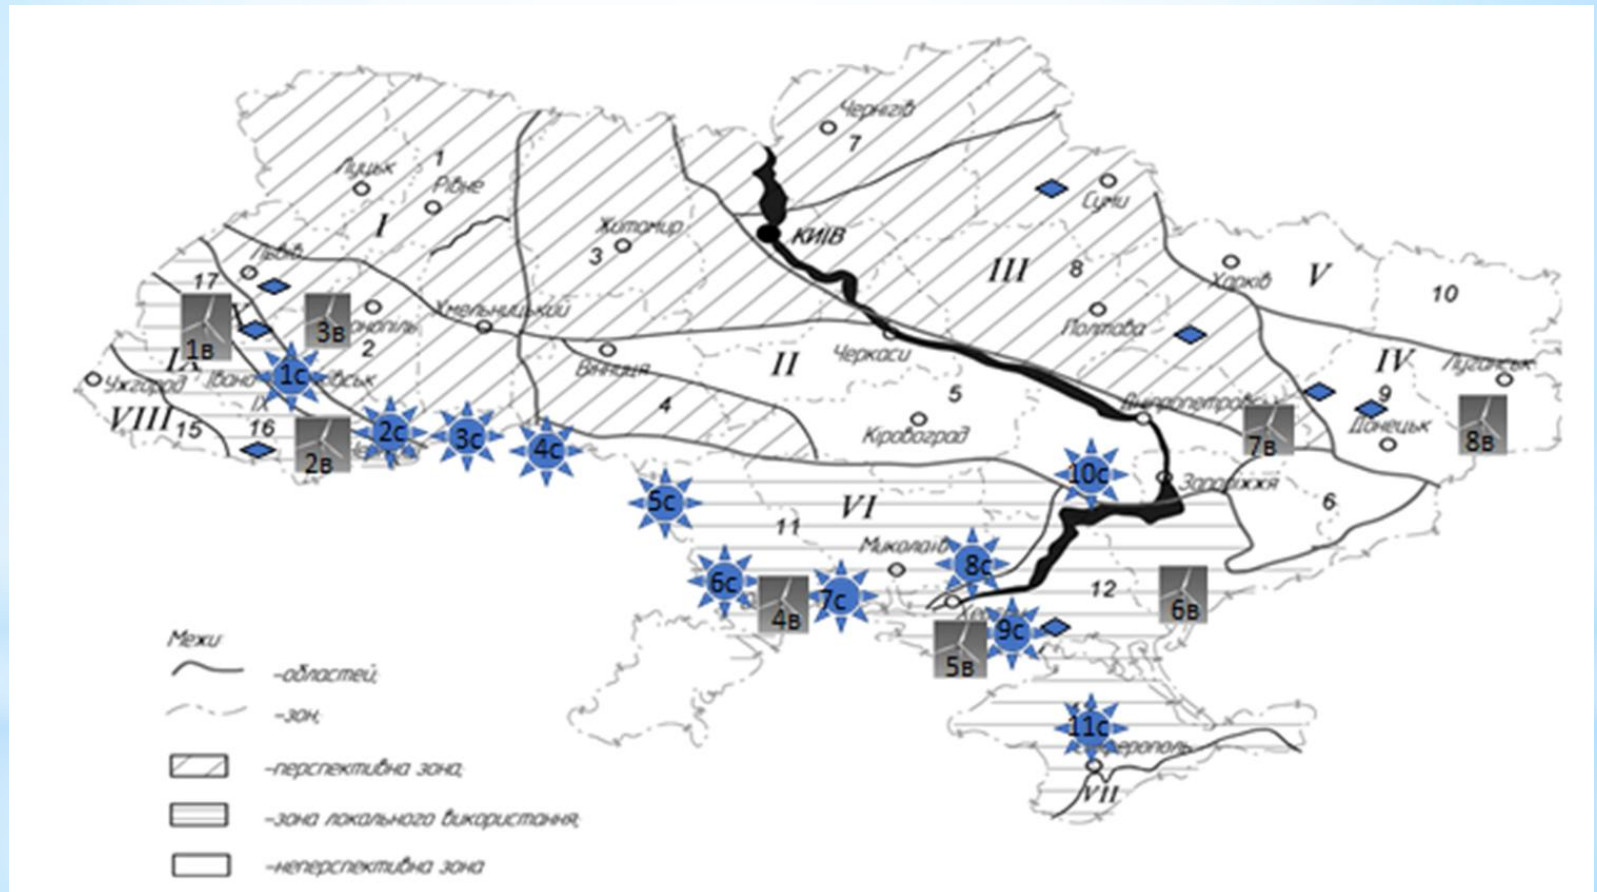 Чернігів
7
Луцьк
1
Рівне
I
Суми
Житомир
3
КИЇВ
III
8
Харків
V
10
Львів
17
Хмельницький
Полтава
1в
3в
2
Черкаси
Вінниця
II
IV
Луганськ
9
1с
IX
Ужгород
VIII
15
16
4
5
Кіровоград
Дніпропетровськ
Донецьк
7в
8в
2в
2с
3с
4с
10с
Запоріжжя
6
5с
VI
11
Миколаїв
8с
6с
7с
4в
12
6в
9с
5в
11с
VII
Межи
-областей;
-зон;
-перспективна зона;
-зона локального використання;
-неперспективна зона